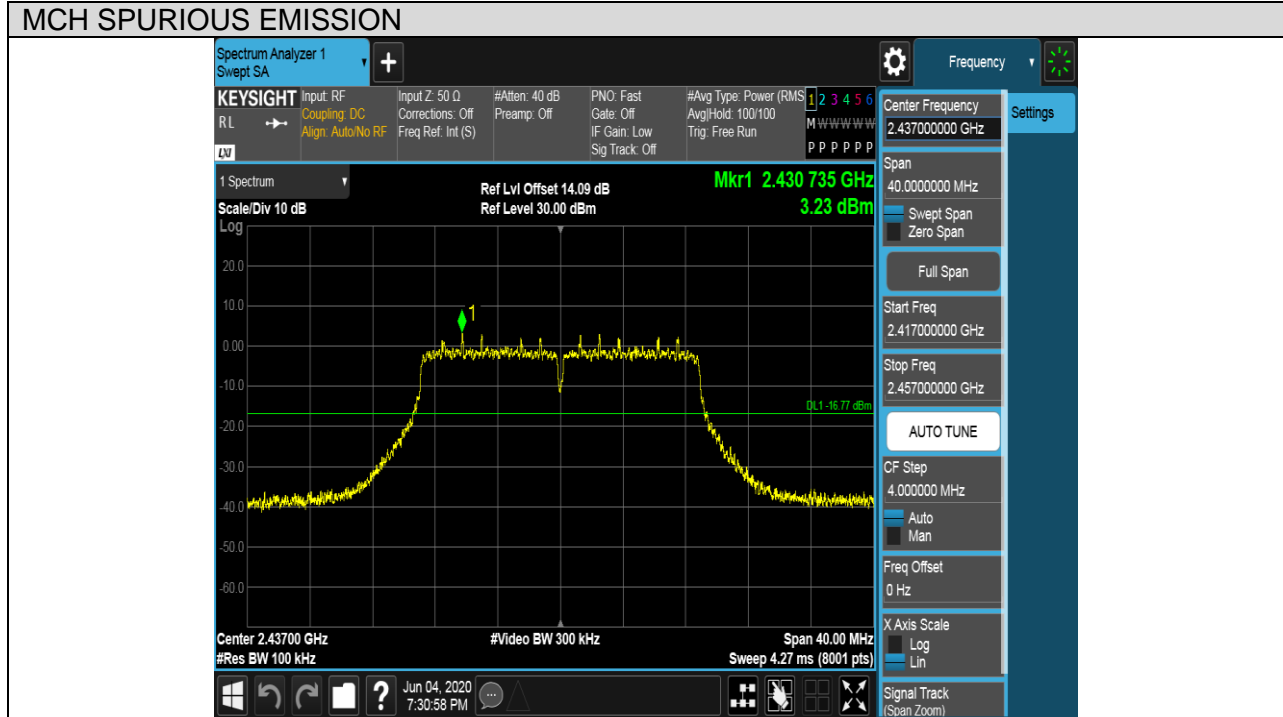 MCH SPURIOUS EMISSION
Spectrum Analyzer 1
Swept SA
+
Frequency
KEYSIGHT
RL
LXI
Input: RF
Coupling: DC
Align: Auto/No RF
Input Z: 50 Ω
Corrections: Off
Freq Ref: Int (S)
#Atten: 40 dB
Preamp: Off
PNO: Fast
Gate: Off
IF Gain: Low
Sig Track: Off
#Avg Type: Power (RMS
Avg|Hold: 100/100
Trig: Free Run
1 2 3 4 5 6
M W W W W W
P P P P P P
1 Spectrum
Scale/Div 10 dB
Ref Lvl Offset 14.09 dB
Ref Level 30.00 dBm
Mkr1 2.430 735 GHz
3.23 dBm
Log
20.0
10.0
0.00
-10.0
-20.0
-30.0
-40.0
-50.0
-60.0
1
DL1 -16.77 dBm
Center 2.43700 GHz
#Res BW 100 kHz
#Video BW 300 kHz
Span 40.00 MHz
Sweep 4.27 ms (8001 pts)
?
Jun 04, 2020
7:30:58 PM
Center Frequency
2.437000000 GHz
Settings
Span
40.0000000 MHz
Swept Span
Zero Span
Full Span
Start Freq
2.417000000 GHz
Stop Freq
2.457000000 GHz
AUTO TUNE
CF Step
4.000000 MHz
Auto
Man
Freq Offset
0 Hz
X Axis Scale
Log
Lin
Signal Track
(Span Zoom)